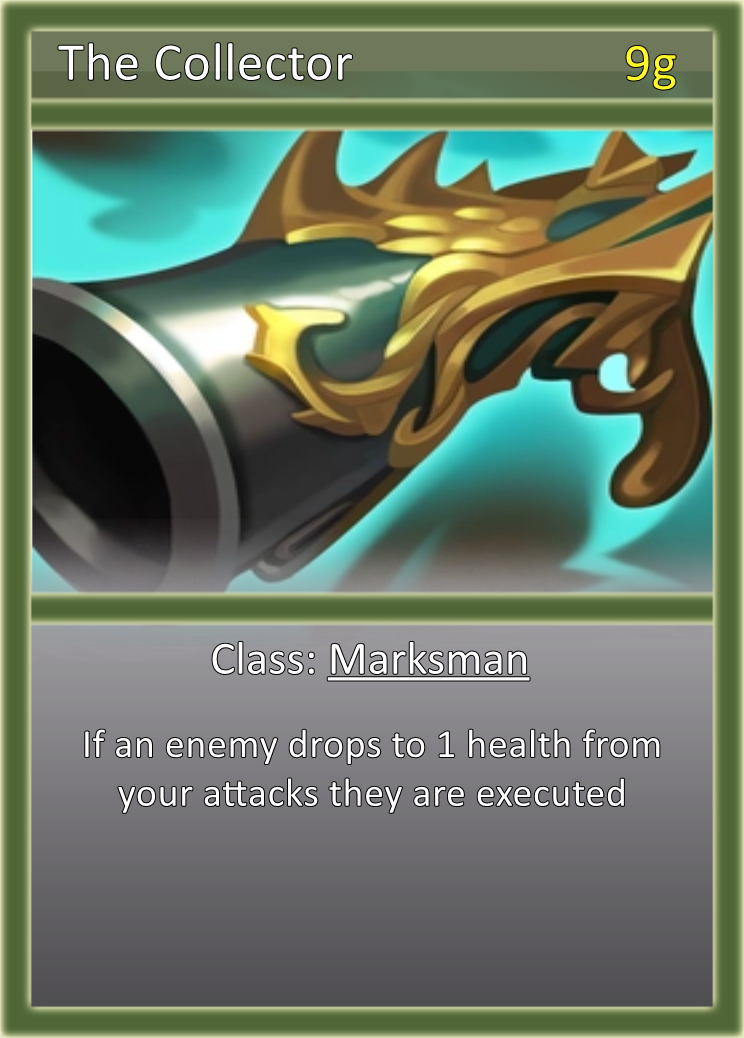 The Collector 9g
Class: Marksman
If an enemy drops to 1 health from
your attacks they are executed